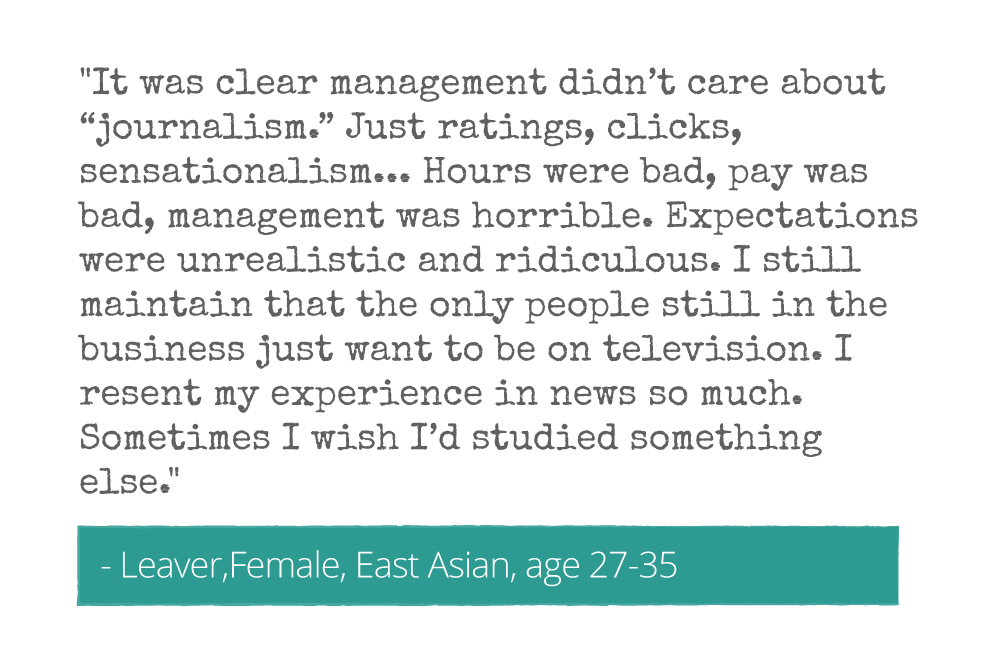 "It was clear management didn’t care about
“journalism.” Just ratings, clicks,
sensationalism... Hours were bad, pay was
bad, management was horrible. Expectations
were unrealistic and ridiculous. I still
maintain that the only people still in the
business just want to be on television. I
resent my experience in news so much.
Sometimes I wish I’d studied something
else."
- Leaver,Female, East Asian, age 27-35